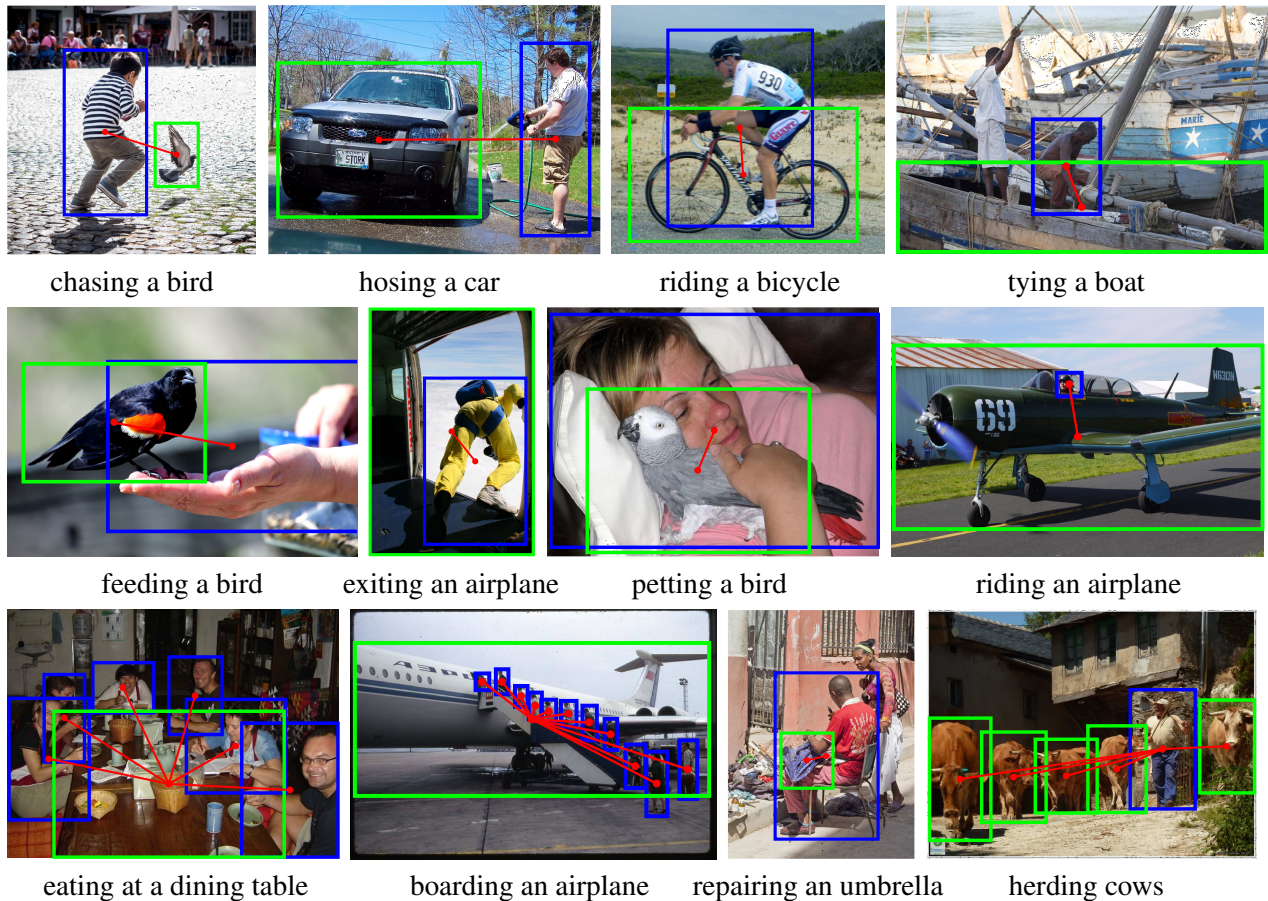 930
STORK
MARIE
chasing a bird
hosing a car
riding a bicycle
tying a boat
69
feeding a bird
exiting an airplane
petting a bird
riding an airplane
eating at a dining table
boarding an airplane
repairing an umbrella
herding cows